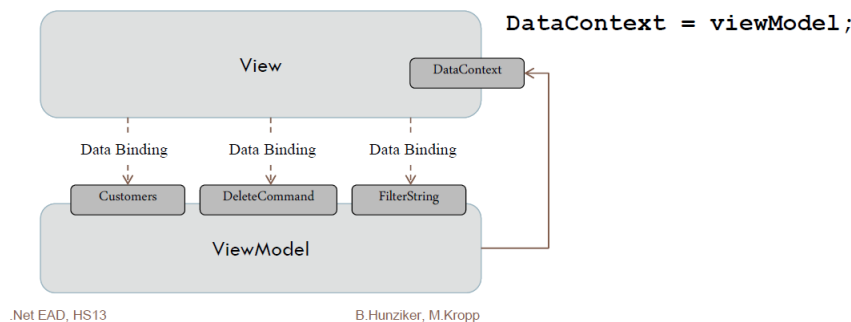 DataContext = viewModel;
View
DataContext
Data Binding Data Binding Data Binding
Customers DeleteCommand FilterString
ViewModel
.Net EAD, HS13 B.Hunziker, M.Kropp